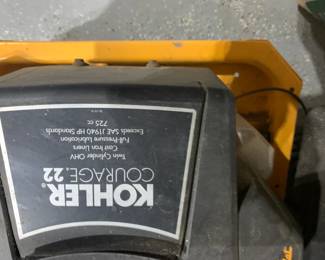 KOHLER
COURAGE.22
Twin Cylinder OHV
Cast Iron Liners
Full-Pressure Lubrication
Exceeds SAE J1940 HP Standards
725 cc